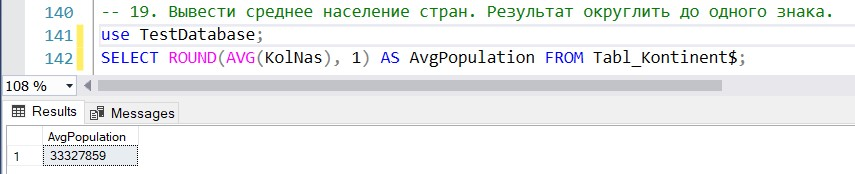 140 -- 19. Вывести среднее население стран. Результат округлить до одного знака.
141 use TestDatabase;
142 SELECT ROUND(AVG(KolNas), 1) AS AvgPopulation FROM Tabl_Kontinent$;
108 %
Results Messages
AvgPopulation
1 33327859